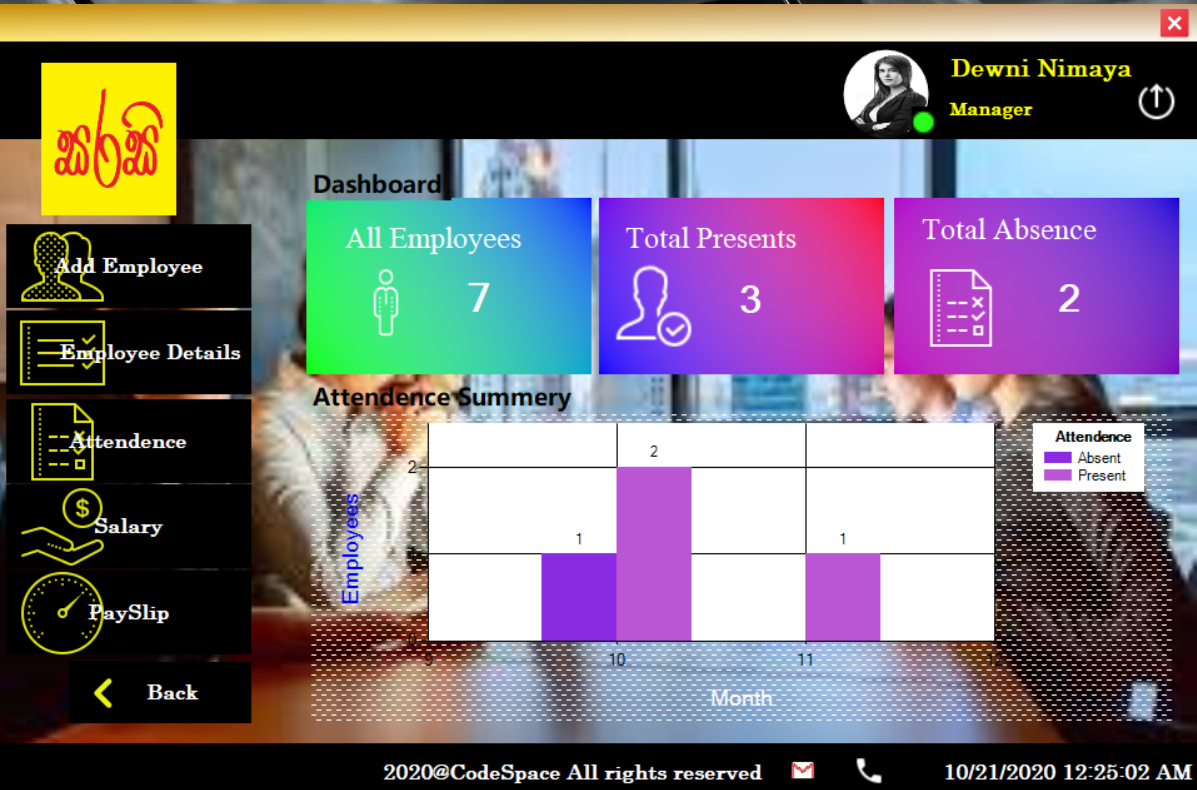 සරසි
Dewni Nimaya
Manager
Dashboard
Add Employee
Employee Details
Attendence
Salary
PaySlip
Back
All Employees
7
Total Presents
3
Total Absence
2
Attendence Summery
Employees
2
0
1
2
1
9
10
11
12
Month
Attendence
Absent
Present
2020@CodeSpace All rights reserved
10/21/2020 12:25:02 AM